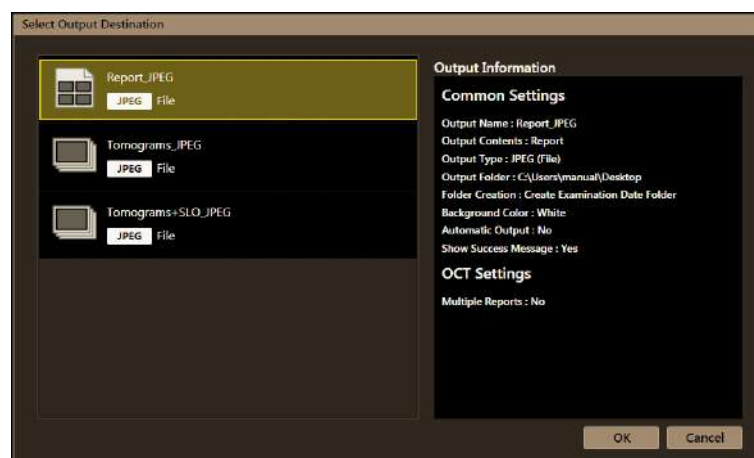 Select Output Destination
Report_JPEG
JPEG File
Tomograms_JPEG
JPEG File
Tomograms+SLO_JPEG
JPEG File
Output Information
Common Settings
Output Name : Report_JPEG
Output Contents : Report
Output Type : JPEG (File)
Output Folder : C:\Users\manual\Desktop
Folder Creation : Create Examination Date Folder
Background Color : White
Automatic Output : No
Show Success Message : Yes
OCT Settings
Multiple Reports : No
OK Cancel